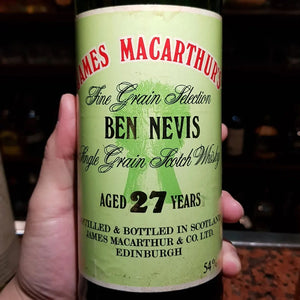 JAMES MACARTHUR'S
Fine Grain Selection
BEN NEVIS
Single Grain Scotch Whisky
AGED 27 YEARS
DISTILLED & BOTTLED IN SCOTLAND
JAMES MACARTHUR & CO. LTD.
EDINBURGH
54%